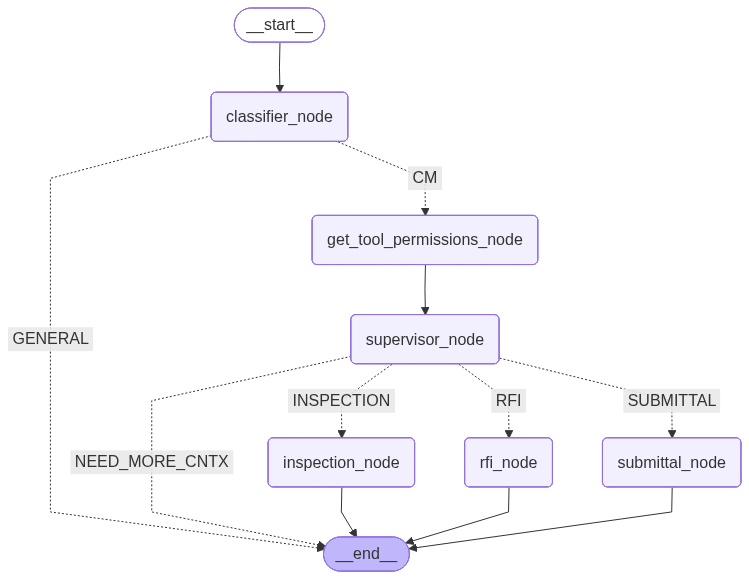 __start__
classifier_node
CM
get_tool_permissions_node
GENERAL
supervisor_node
INSPECTION
RFI
SUBMITTAL
NEED_MORE_CNTX
inspection_node
rfi_node
submittal_node
__end__